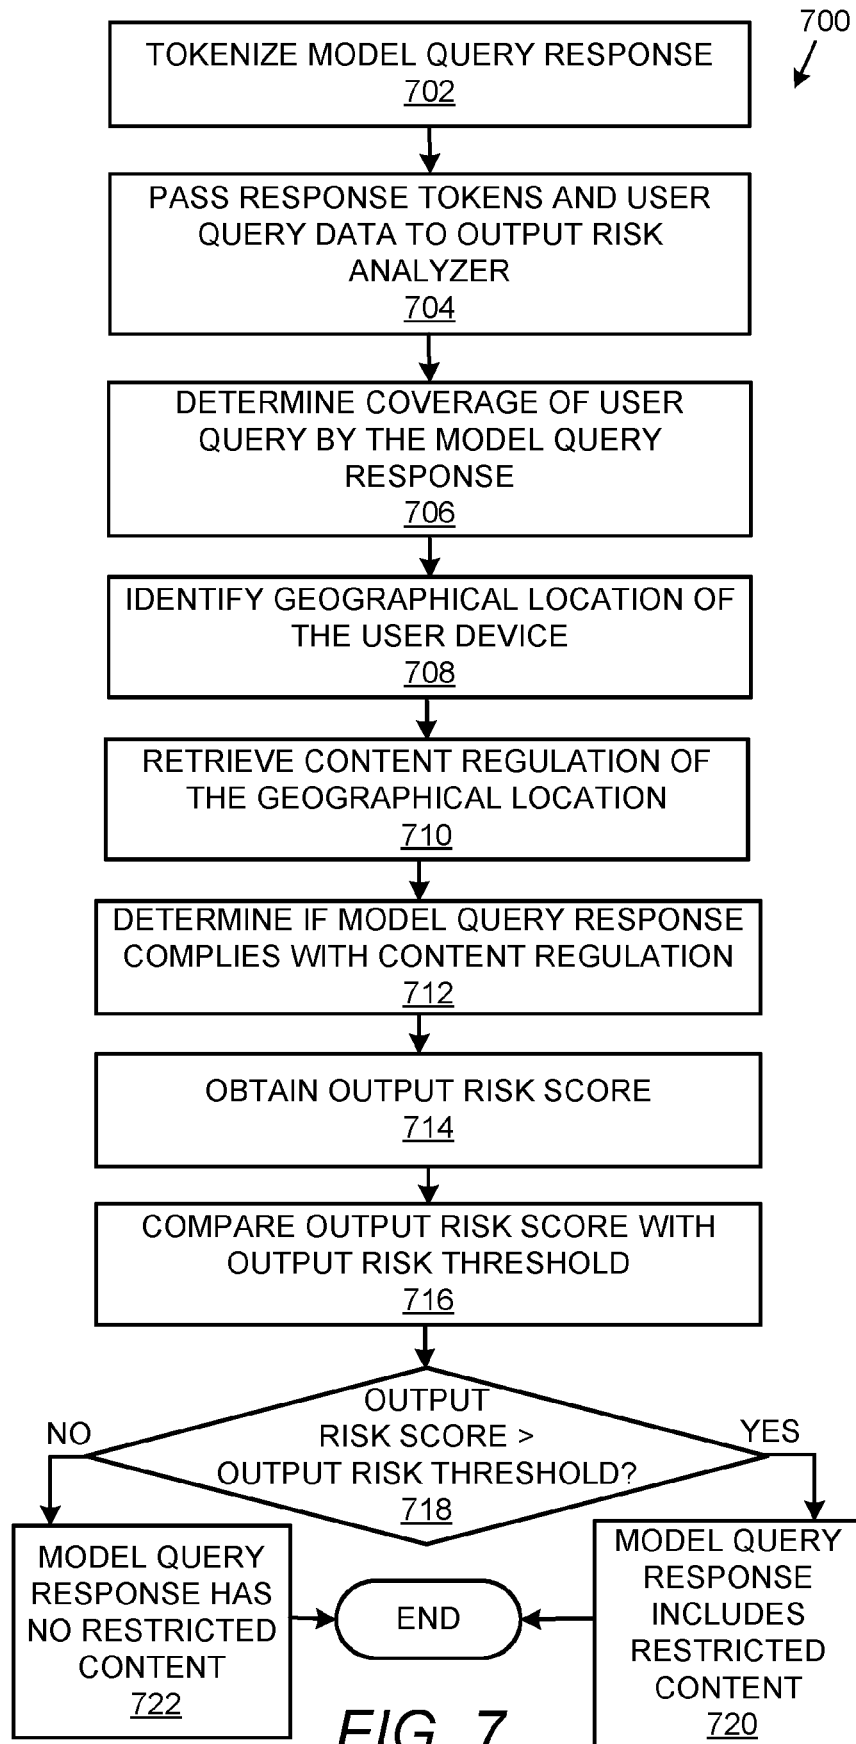 700
TOKENIZE MODEL QUERY RESPONSE
702
PASS RESPONSE TOKENS AND USER
QUERY DATA TO OUTPUT RISK
ANALYZER
704
DETERMINE COVERAGE OF USER
QUERY BY THE MODEL QUERY
RESPONSE
706
IDENTIFY GEOGRAPHICAL LOCATION OF
THE USER DEVICE
708
RETRIEVE CONTENT REGULATION OF
THE GEOGRAPHICAL LOCATION
710
DETERMINE IF MODEL QUERY RESPONSE
COMPLIES WITH CONTENT REGULATION
712
OBTAIN OUTPUT RISK SCORE
714
COMPARE OUTPUT RISK SCORE WITH
OUTPUT RISK THRESHOLD
716
OUTPUT
RISK SCORE >
OUTPUT RISK THRESHOLD?
718
NO
YES
MODEL QUERY
RESPONSE HAS
NO RESTRICTED
CONTENT
722
END
MODEL QUERY
RESPONSE
INCLUDES
RESTRICTED
CONTENT
720
FIG. 7